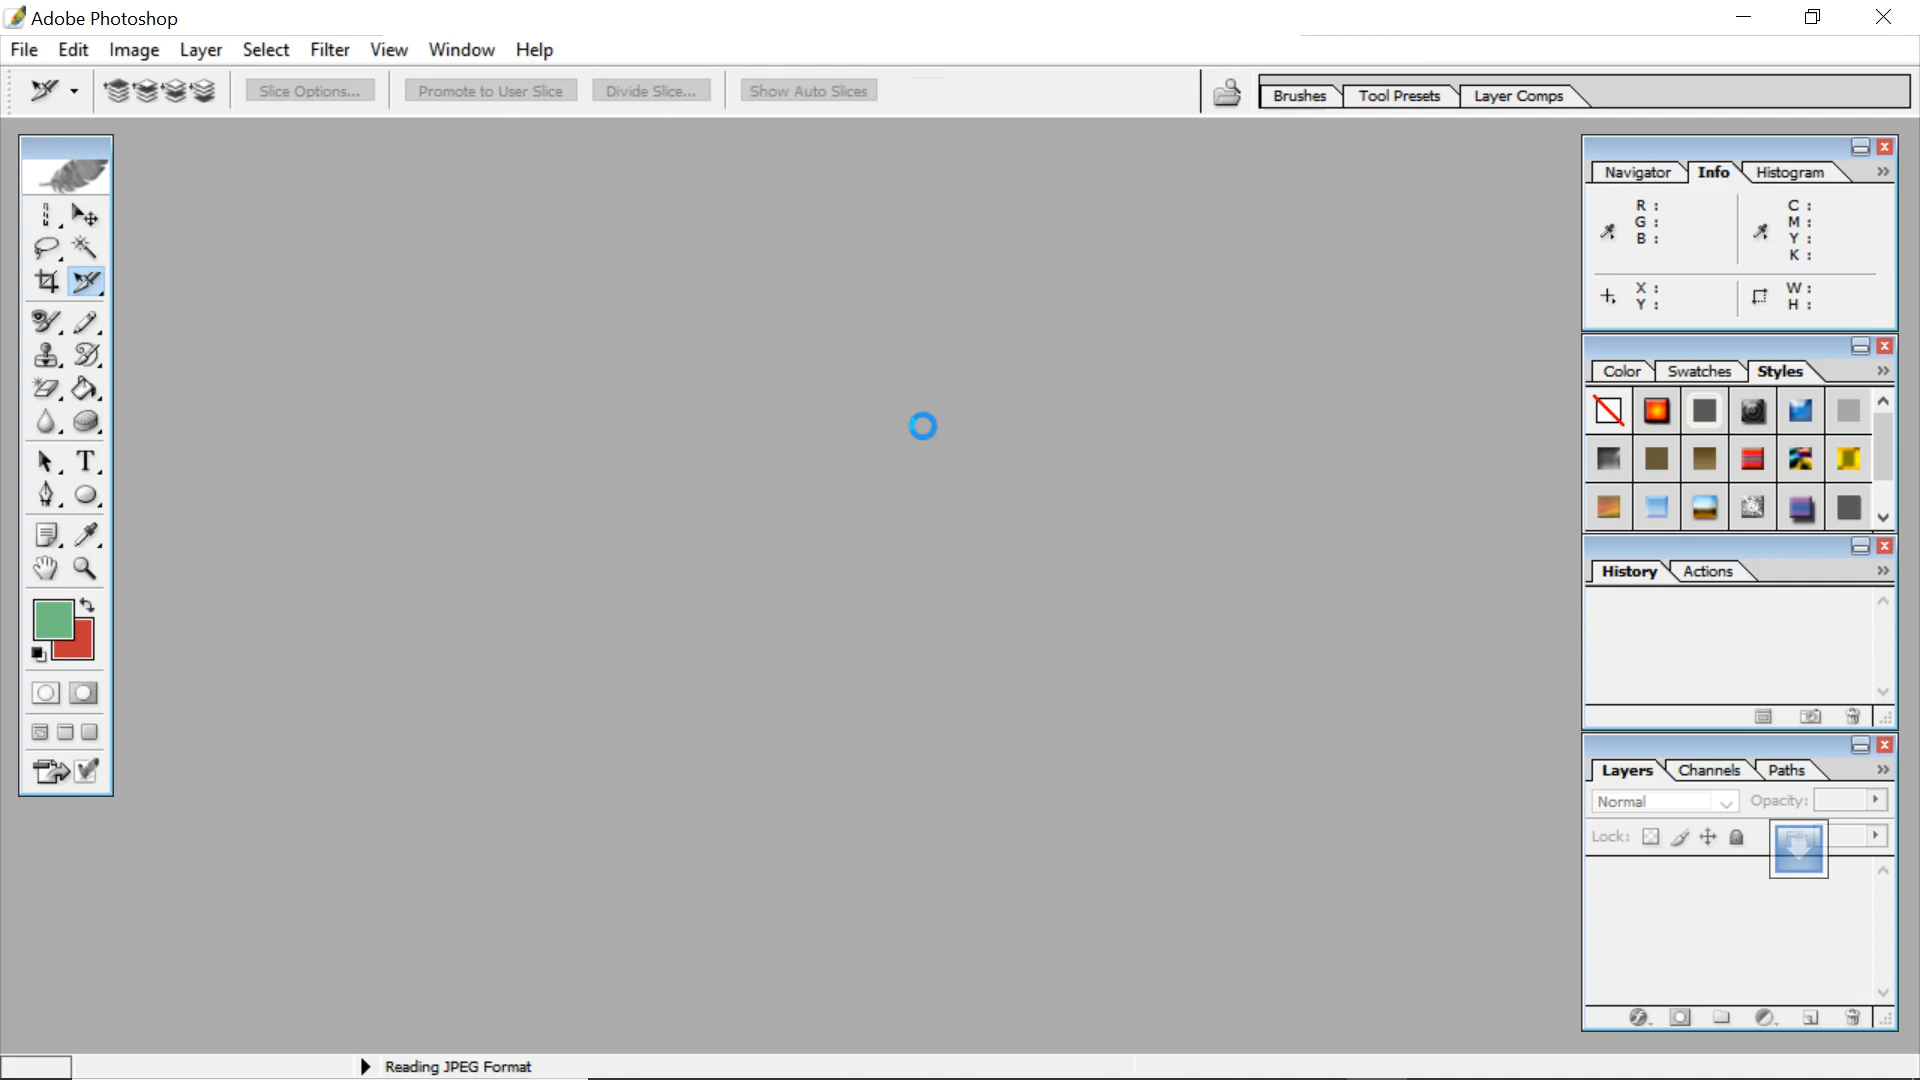 Adobe Photoshop
File Edit Image Layer Select Filter View Window Help
Slice Options... Promote to User Slice Divide Slice... Show Auto Slices Brushes Tool Presets Layer Comps
Navigator Info Histogram
R : C :
G : M :
B : Y :
K :
X : W :
Y : H :
Color Swatches Styles
T
History Actions
Layers Channels Paths
Normal Opacity:
Lock:
Reading JPEG Format